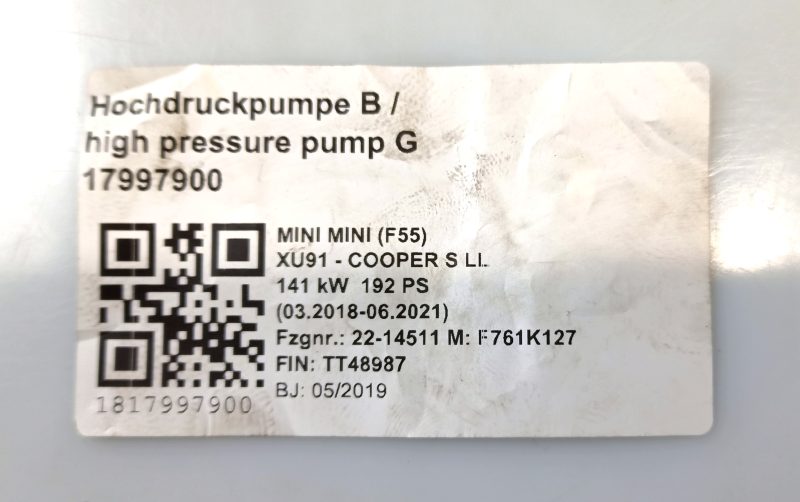 Hochdruckpumpe B /
high pressure pump G
17997900
MINI MINI (F55)
XU91 - COOPER S LL
141 kW 192 PS
(03.2018-06.2021)
Fzgnr.: 22-14511 M: F761K127
FIN: TT48987
BJ: 05/2019
1817997900